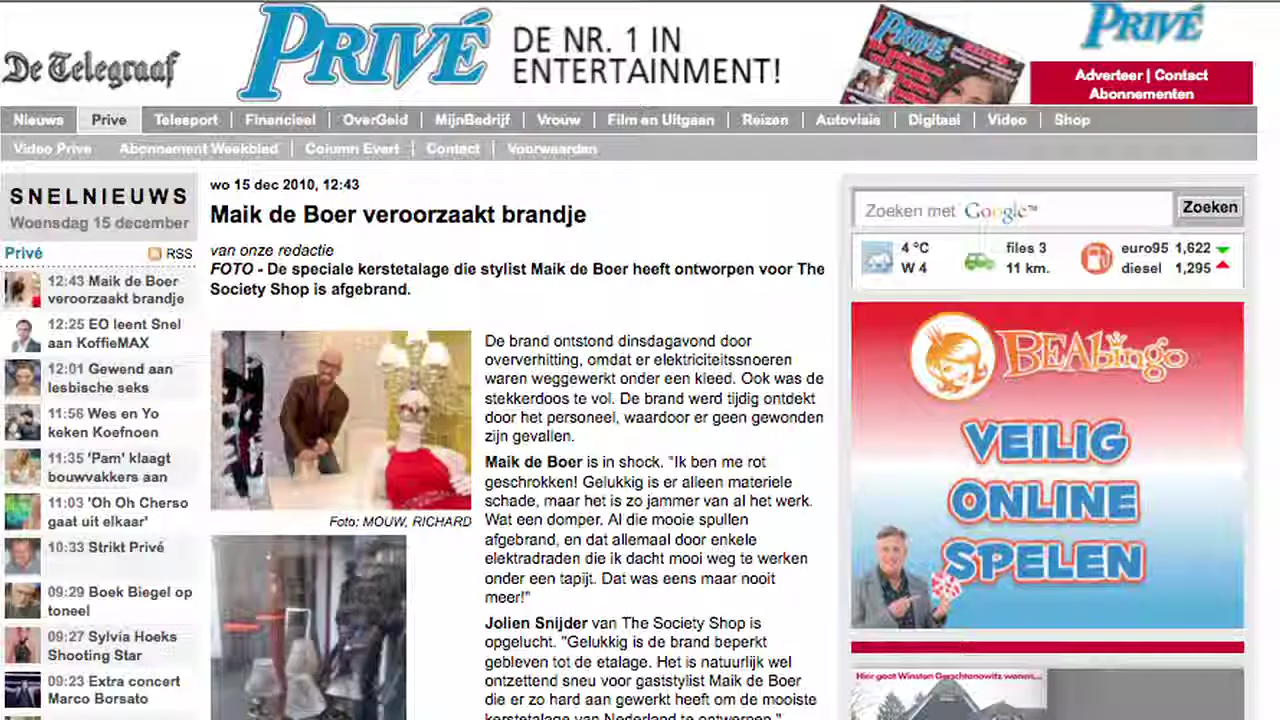 De Telegraaf
PRIVÉ
DE NR. 1 IN
ENTERTAINMENT!
PRIVÉ
PRIVÉ
Adverteer | Contact
Abonnementen
Nieuws
Prive
Telesport
Financieel
OverGeld
MijnBedrijf
Vrouw
Film en Uitgaan
Reizen
Autovisie
Digitaal
Video
Shop
Video Prive
Abonnement Weekblad
Column Evert
Contact
Voorwaarden
SNELNIEUWS
Woensdag 15 december
Privé
RSS
12:43 Maik de Boer
veroorzaakt brandje
12:25 EO leent Snel
aan KoffieMAX
12:01 Gewend aan
lesbische seks
11:56 Wes en Yo
keken Koefnoen
11:35 'Pam' klaagt
bouwvakkers aan
11:03 'Oh Oh Cherso
gaat uit elkaar'
10:33 Strikt Privé
09:29 Boek Biegel op
toneel
09:27 Sylvia Hoeks
Shooting Star
09:23 Extra concert
Marco Borsato
wo 15 dec 2010, 12:43
Maik de Boer veroorzaakt brandje
van onze redactie
FOTO - De speciale kerstetalage die stylist Maik de Boer heeft ontworpen voor The
Society Shop is afgebrand.
Foto: MOUW, RICHARD
De brand ontstond dinsdagavond door
oververhitting, omdat er elektriciteitssnoeren
waren weggewerkt onder een kleed. Ook was de
stekkerdoos te vol. De brand werd tijdig ontdekt
door het personeel, waardoor er geen gewonden
zijn gevallen.
Maik de Boer is in shock. "Ik ben me rot
geschrokken! Gelukkig is er alleen materiele
schade, maar het is zo jammer van al het werk.
Wat een domper. Al die mooie spullen
afgebrand, en dat allemaal door enkele
elektradraden die ik dacht mooi weg te werken
onder een tapijt. Dat was eens maar nooit
meer!"
Jolien Snijder van The Society Shop is
opgelucht. "Gelukkig is de brand beperkt
gebleven tot de etalage. Het is natuurlijk wel
ontzettend sneu voor gaststylist Maik de Boer
die er zo hard aan gewerkt heeft om de mooiste
kerstetalage van Nederland te ontwerpen."
Zoeken met Google™
Zoeken
4 °C
W 4
files 3
11 km.
euro95 1,622
diesel 1,295
BEAbingo
VEILIG
ONLINE
SPELEN
Hier gaat Winston Gerschtanowitz wonen...